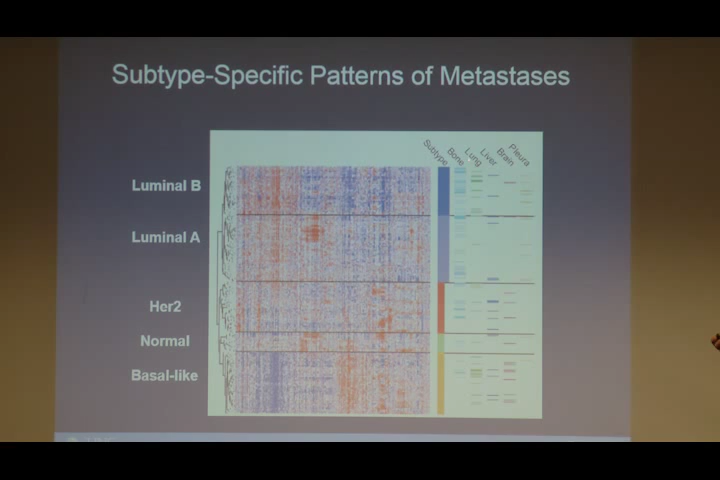 Subtype-Specific Patterns of Metastases
Subtype
Bone
Lung
Liver
Brain
Pleura
Luminal B
Luminal A
Her2
Normal
Basal-like